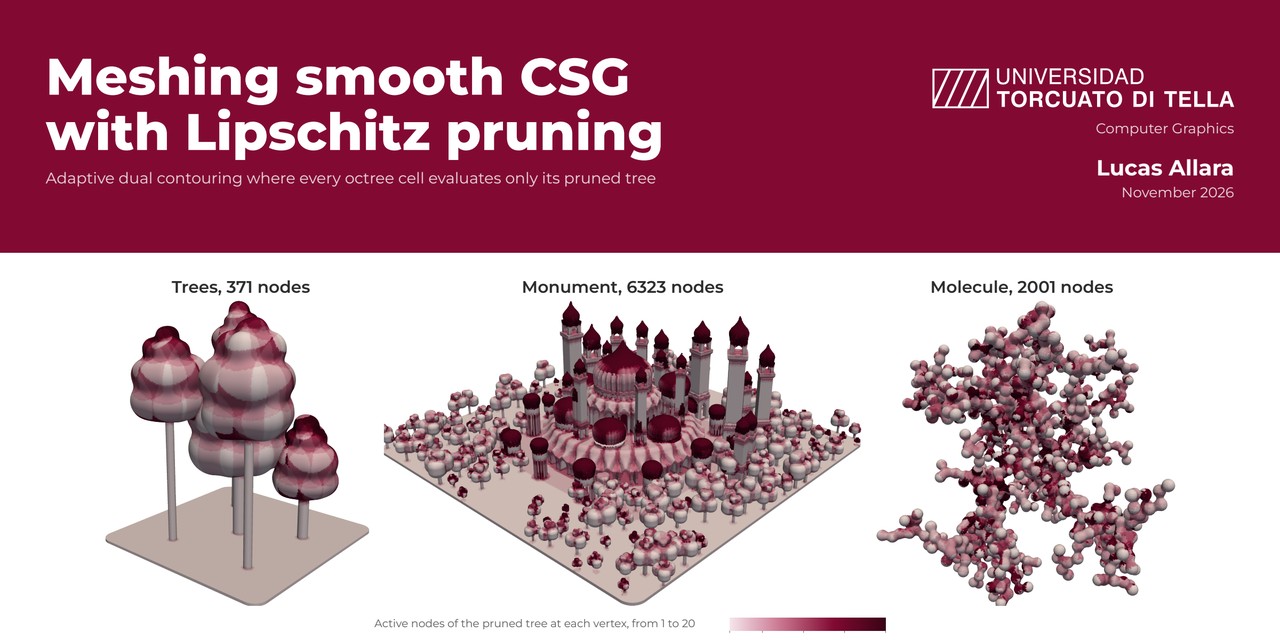 Meshing smooth CSG
with Lipschitz pruning
Adaptive dual contouring where every octree cell evaluates only its pruned tree
UNIVERSIDAD
TORCUATO DI TELLA
Computer Graphics
Lucas Allara
November 2026
Trees, 371 nodes
Monument, 6323 nodes
Molecule, 2001 nodes
Active nodes of the pruned tree at each vertex, from 1 to 20